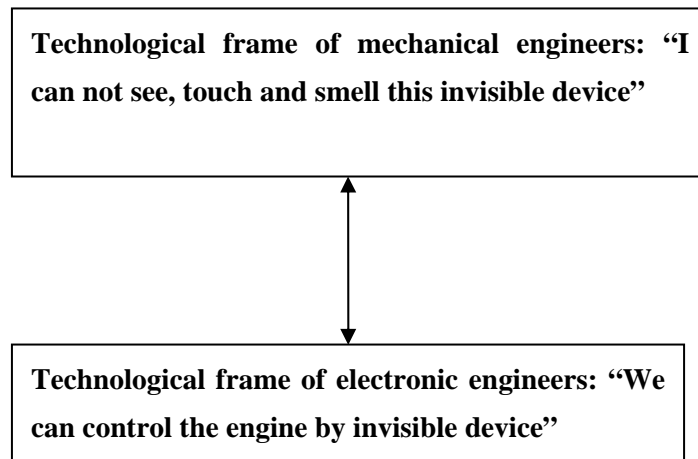 Technological frame of mechanical engineers: “I
can not see, touch and smell this invisible device”
Technological frame of electronic engineers: “We
can control the engine by invisible device”